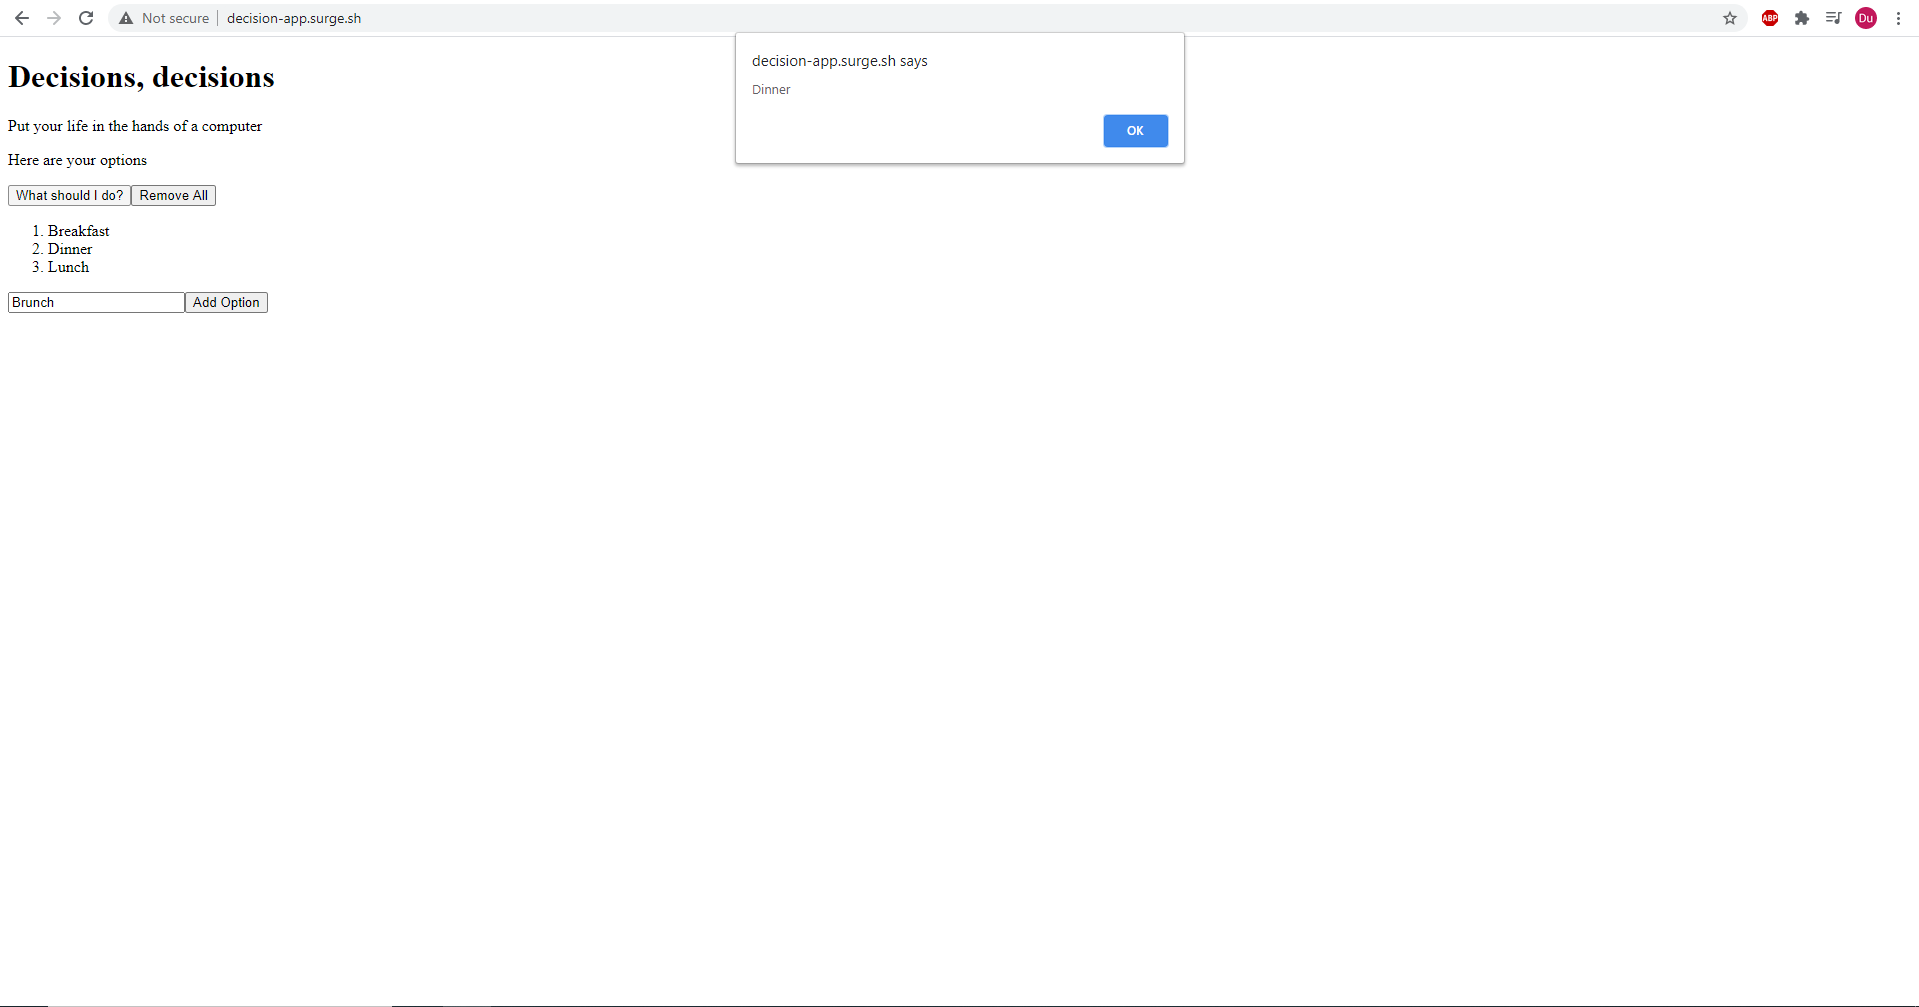 Not secure decision-app.surge.sh
ABP
Du
decision-app.surge.sh says
Dinner
OK
Decisions, decisions
Put your life in the hands of a computer
Here are your options
What should I do? Remove All
1. Breakfast
2. Dinner
3. Lunch
Brunch Add Option